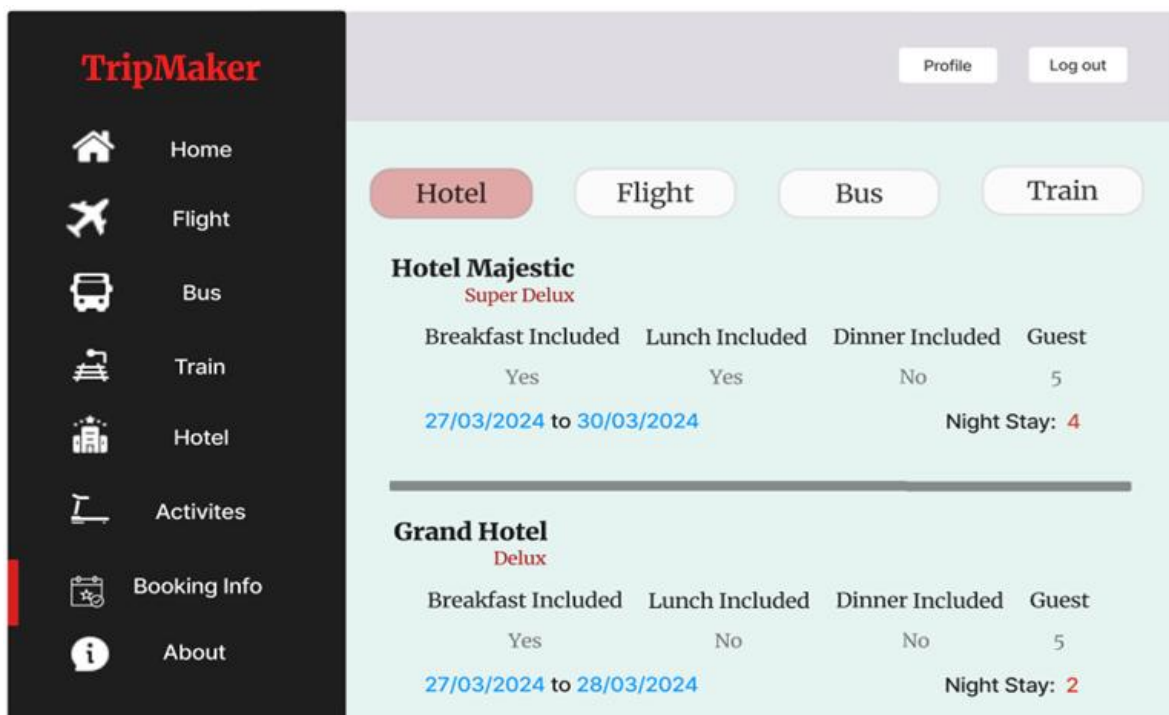 TripMaker
Profile Log out
Home
Flight
Bus
Train
Hotel
Activites
Booking Info
About
Hotel Flight Bus Train
Hotel Majestic
Super Delux
Breakfast Included Lunch Included Dinner Included Guest
Yes Yes No 5
27/03/2024 to 30/03/2024 Night Stay: 4
Grand Hotel
Delux
Breakfast Included Lunch Included Dinner Included Guest
Yes No No 5
27/03/2024 to 28/03/2024 Night Stay: 2